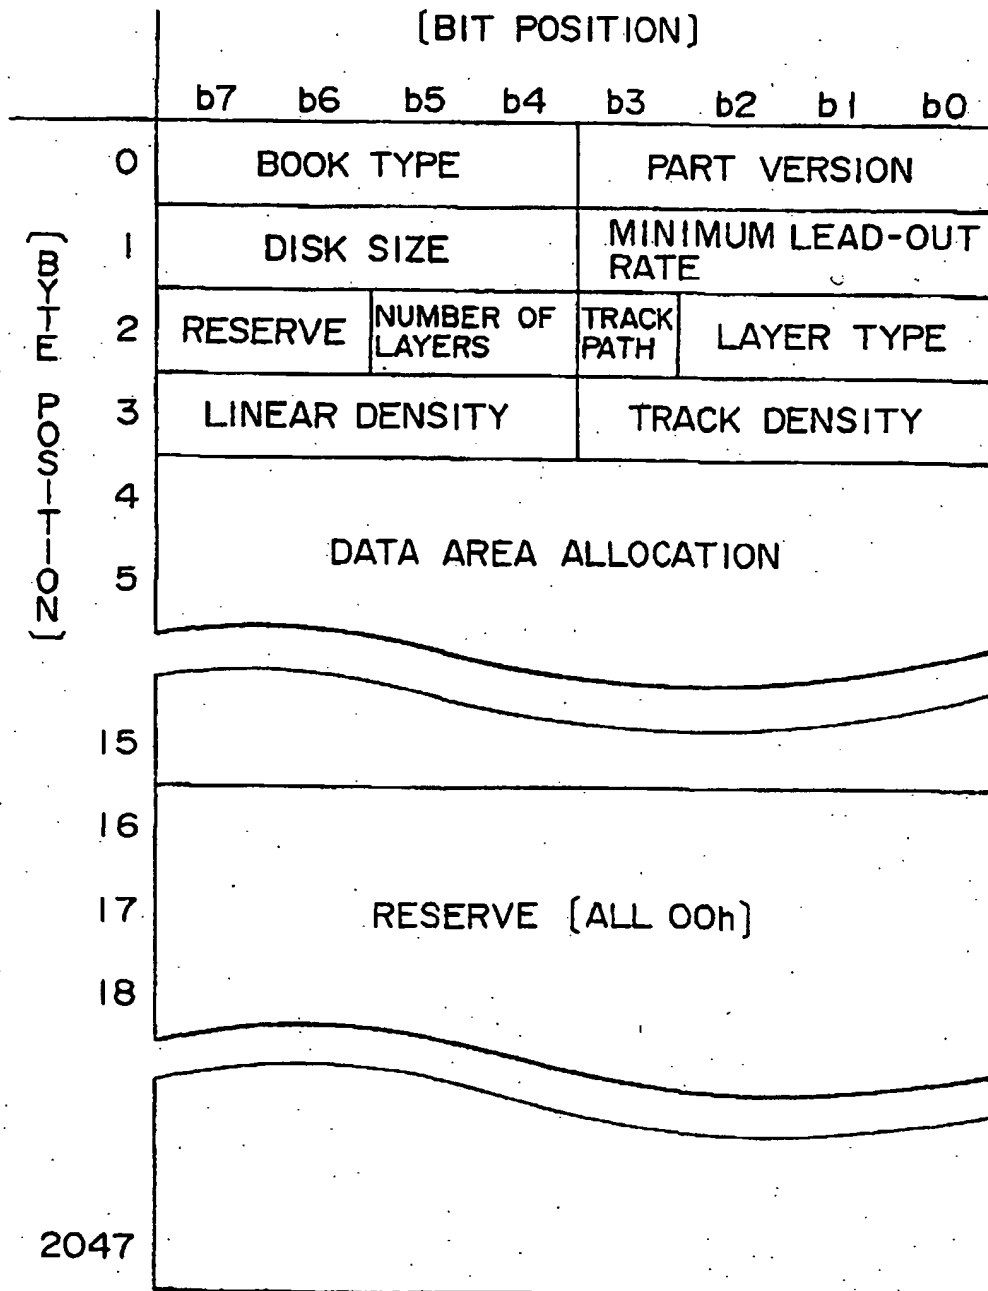 [BIT POSITION]
b7 b6 b5 b4 b3 b2 b1 b0
[BYTE POSITION]
0 BOOK TYPE PART VERSION
1 DISK SIZE MINIMUM LEAD-OUT
RATE
2 RESERVE NUMBER OF
LAYERS TRACK
PATH LAYER TYPE
3 LINEAR DENSITY TRACK DENSITY
4
DATA AREA ALLOCATION
5
15
16
17 RESERVE [ALL 00h]
18
2047